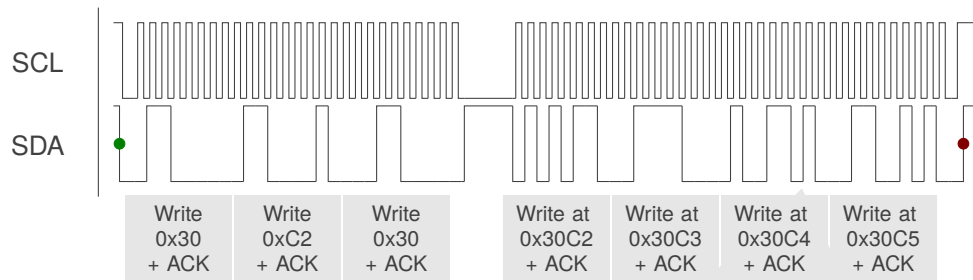 SCL
SDA
Write
0x30
+ ACK
Write
0xC2
+ ACK
Write
0x30
+ ACK
Write at
0x30C2
+ ACK
Write at
0x30C3
+ ACK
Write at
0x30C4
+ ACK
Write at
0x30C5
+ ACK